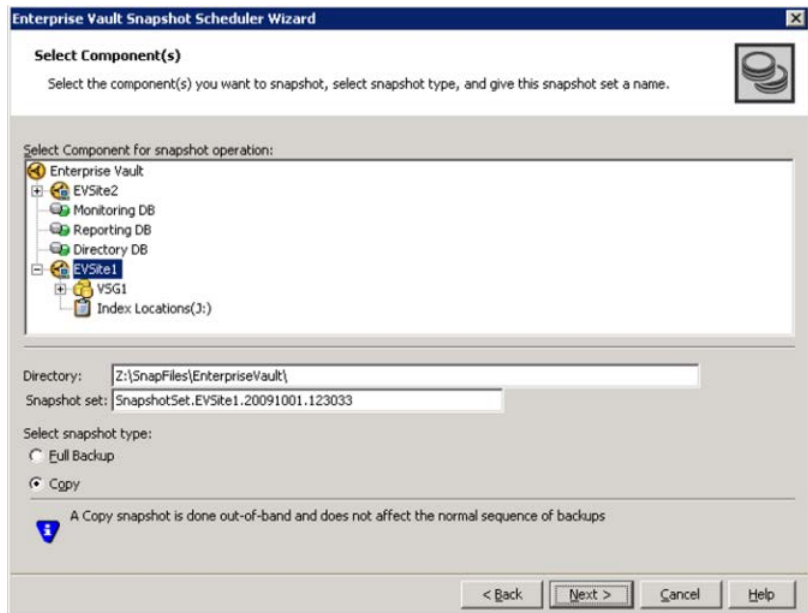 Enterprise Vault Snapshot Scheduler Wizard
Select Component(s)
Select the component(s) you want to snapshot, select snapshot type, and give this snapshot set a name.
Select Component for snapshot operation:
Enterprise Vault
EVSite2
Monitoring DB
Reporting DB
Directory DB
EVSite1
VSG1
Index Locations(J:)
Directory: Z:\SnapFiles\EnterpriseVault\
Snapshot set: SnapshotSet.EVSite1.20091001.123033
Select snapshot type:
Full Backup
Copy
A Copy snapshot is done out-of-band and does not affect the normal sequence of backups
< Back Next > Cancel Help